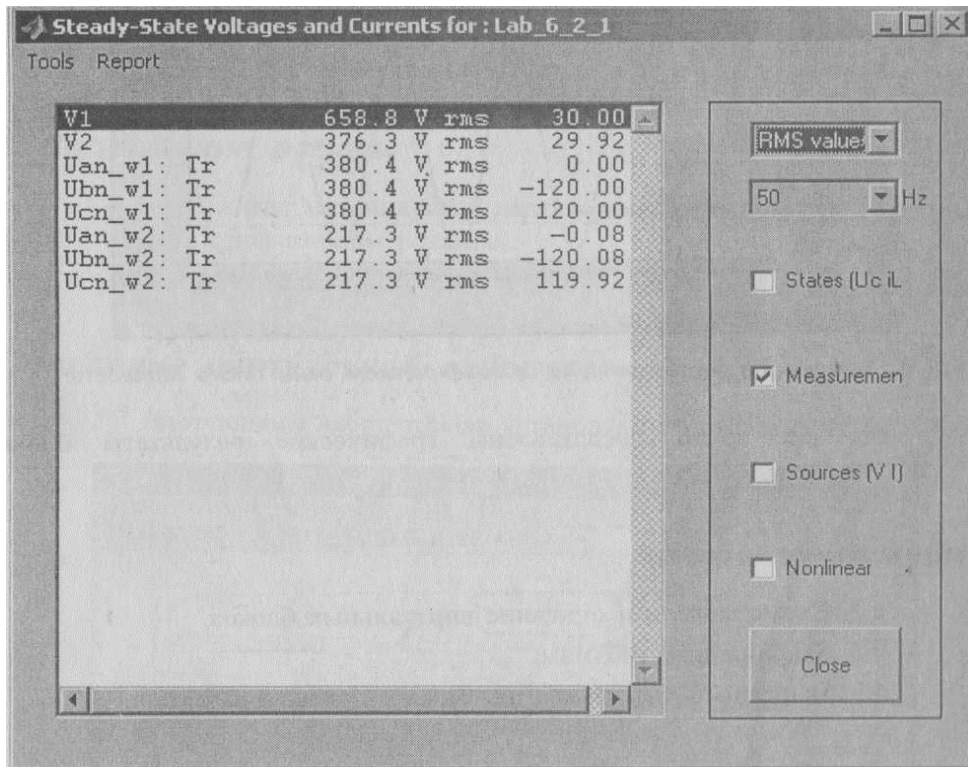 Steady-State Voltages and Currents for : Lab_6_2_1
Tools Report
V1 658.8 V rms 30.00
V2 376.3 V rms 29.92
Uan_w1: Tr 380.4 V rms 0.00
Ubn_w1: Tr 380.4 V rms -120.00
Ucn_w1: Tr 380.4 V rms 120.00
Uan_w2: Tr 217.3 V rms -0.08
Ubn_w2: Tr 217.3 V rms -120.08
Ucn_w2: Tr 217.3 V rms 119.92
RMS value
50 Hz
States (Uc iL
Measuremen
Sources (V I)
Nonlinear
Close